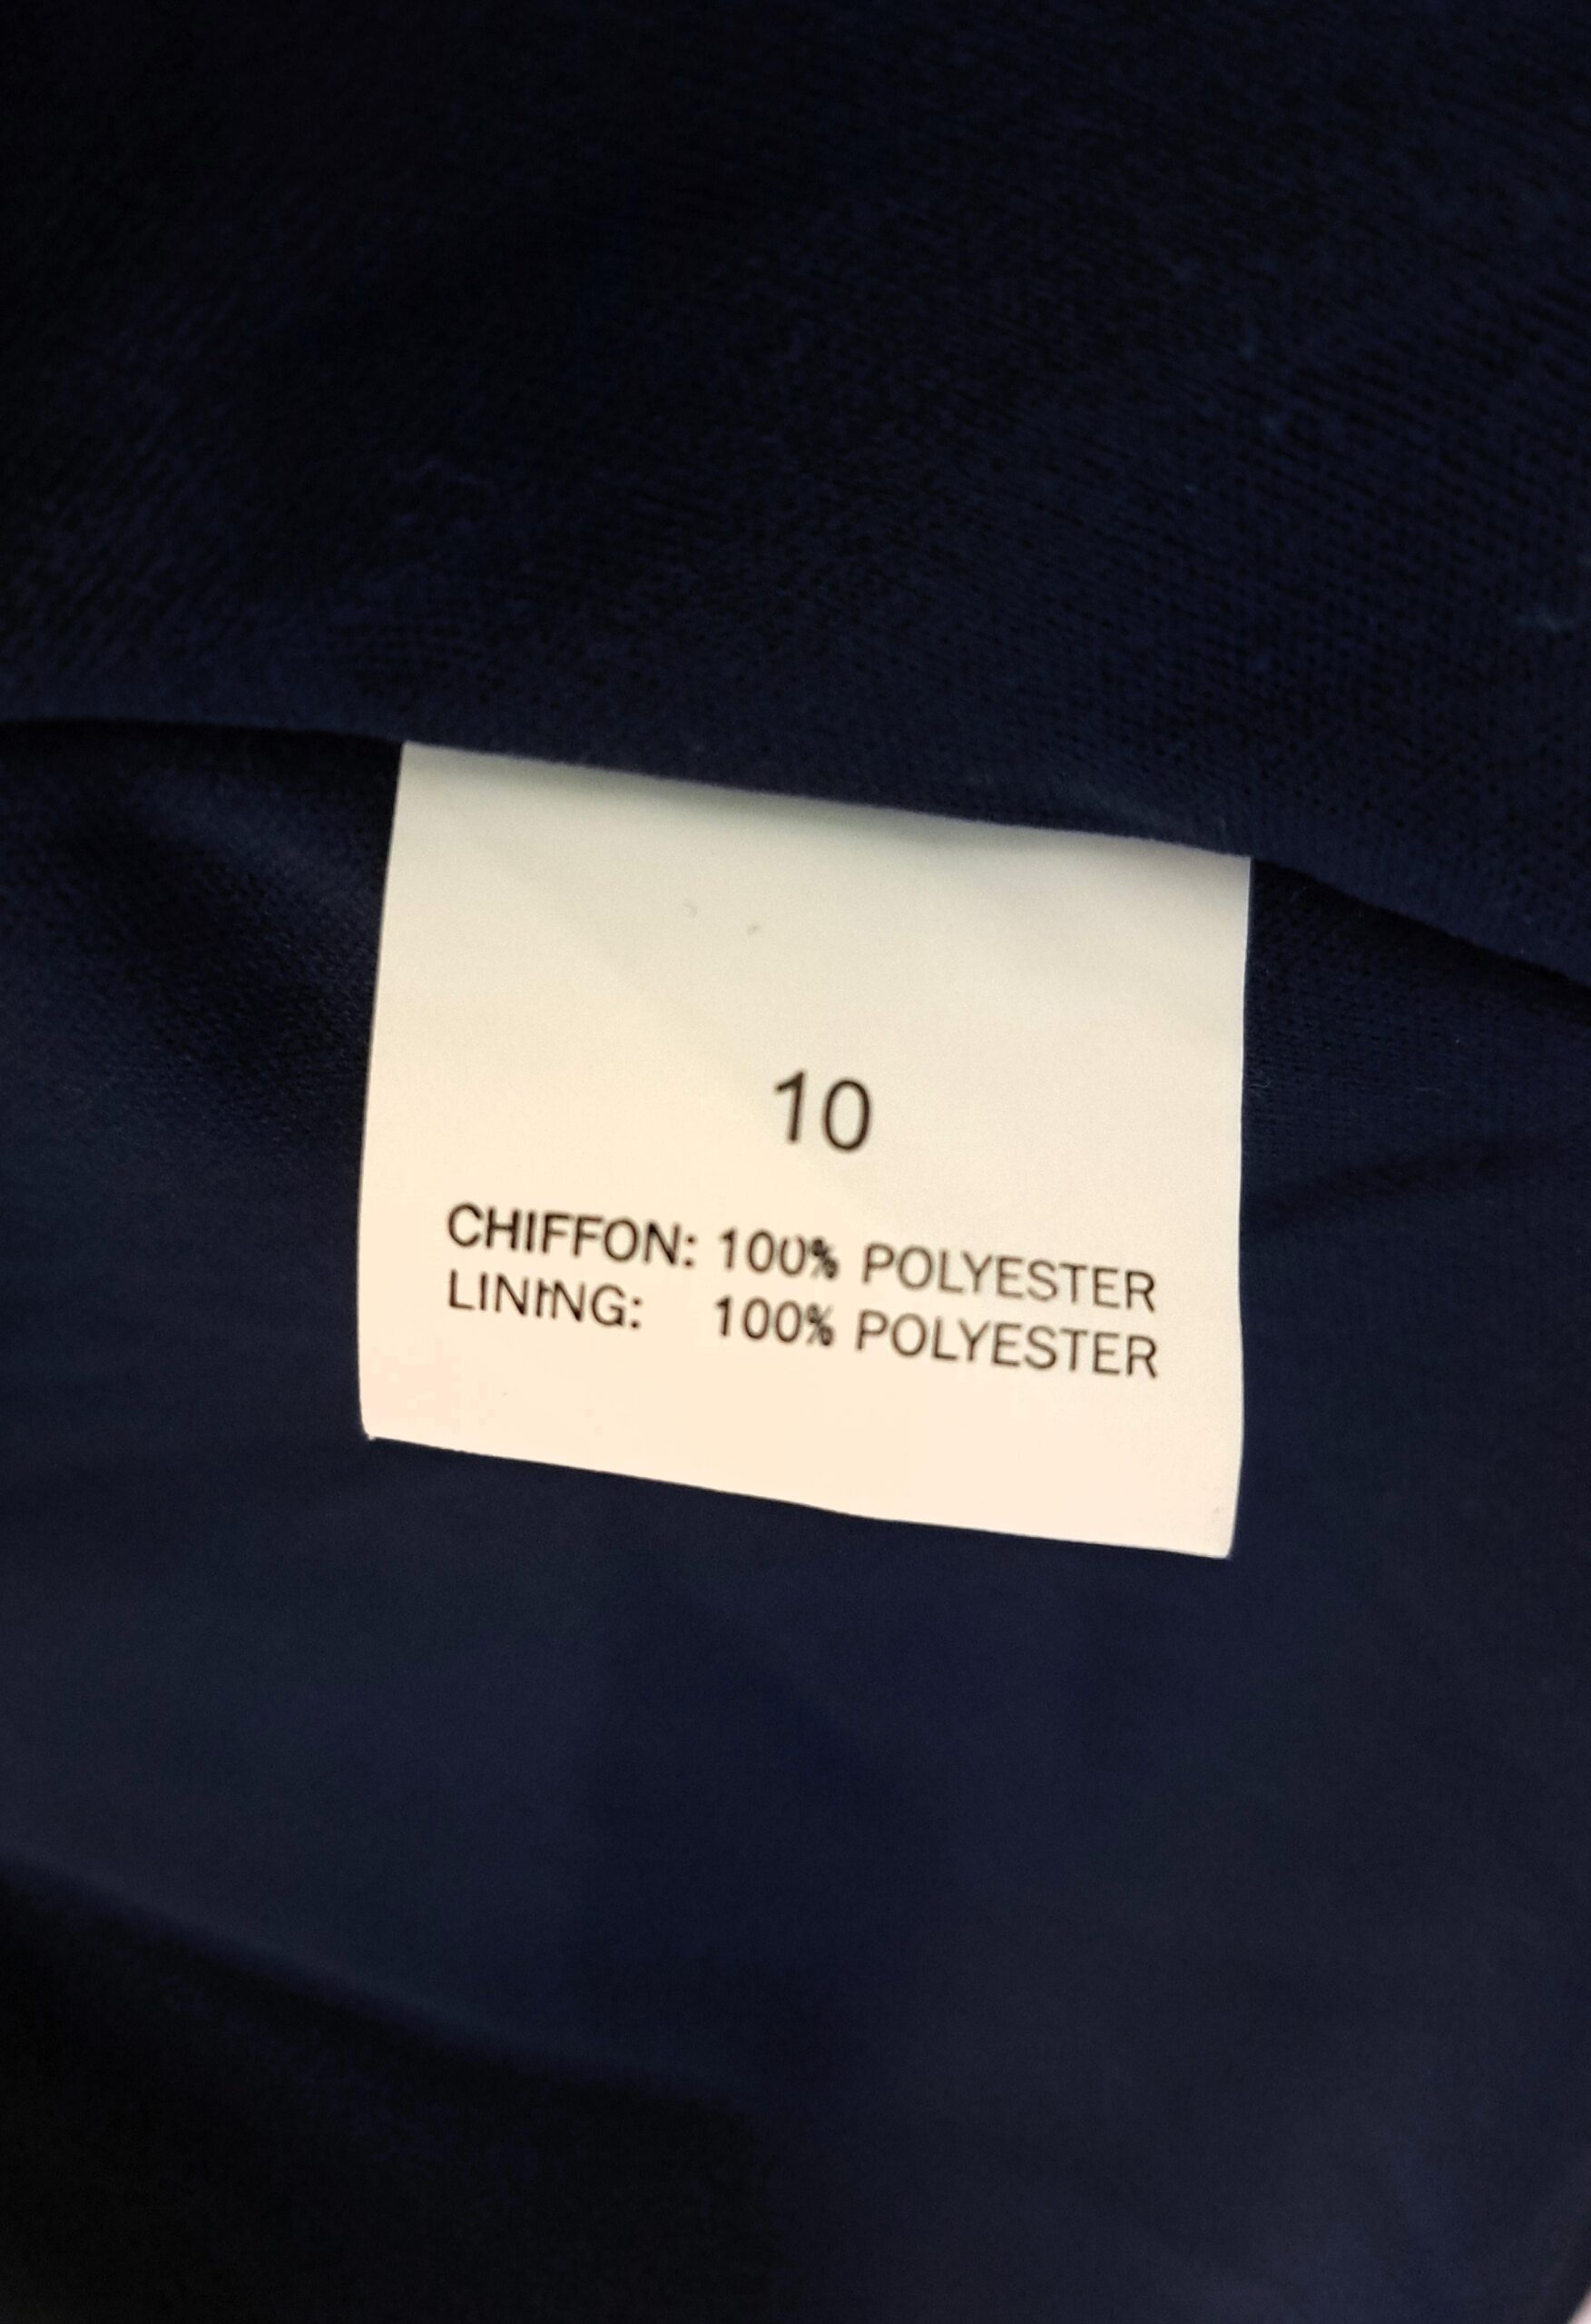 10
CHIFFON: 100% POLYESTER
LINING: 100% POLYESTER